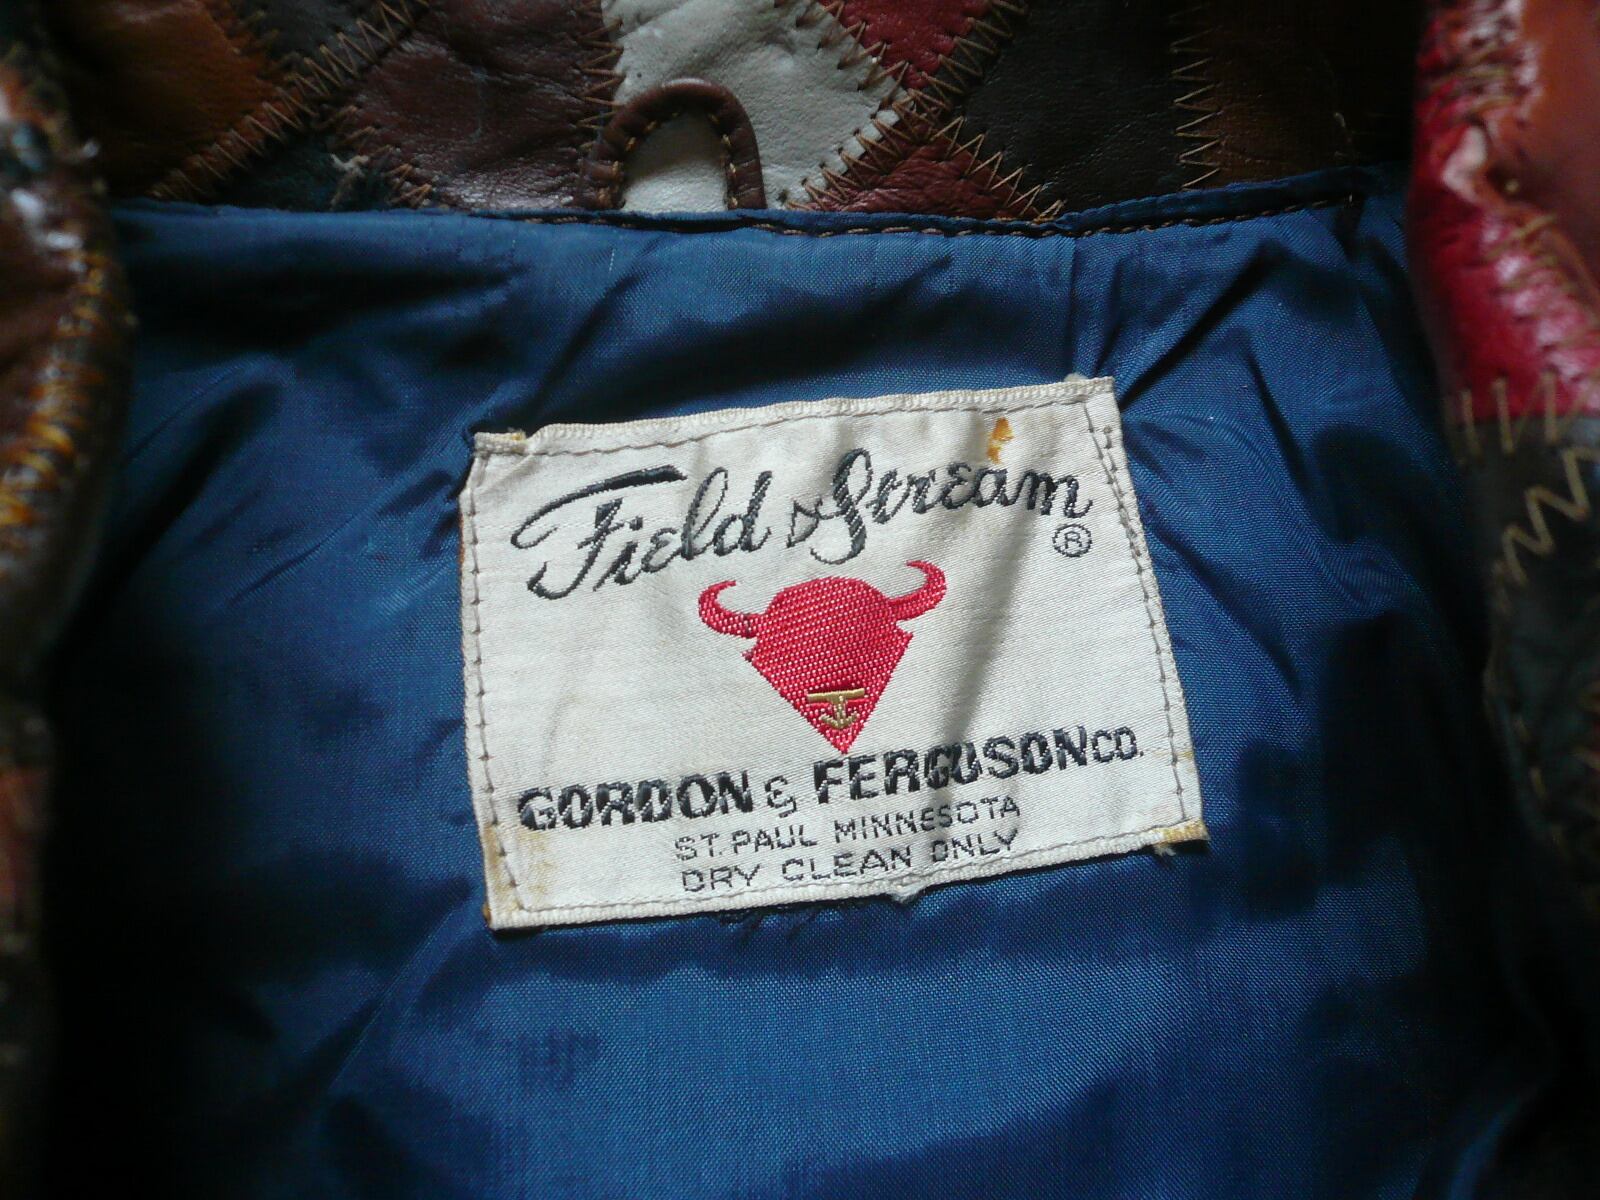 Field & Stream ®
GORDON & FERGUSON CO.
ST. PAUL MINNESOTA
DRY CLEAN ONLY